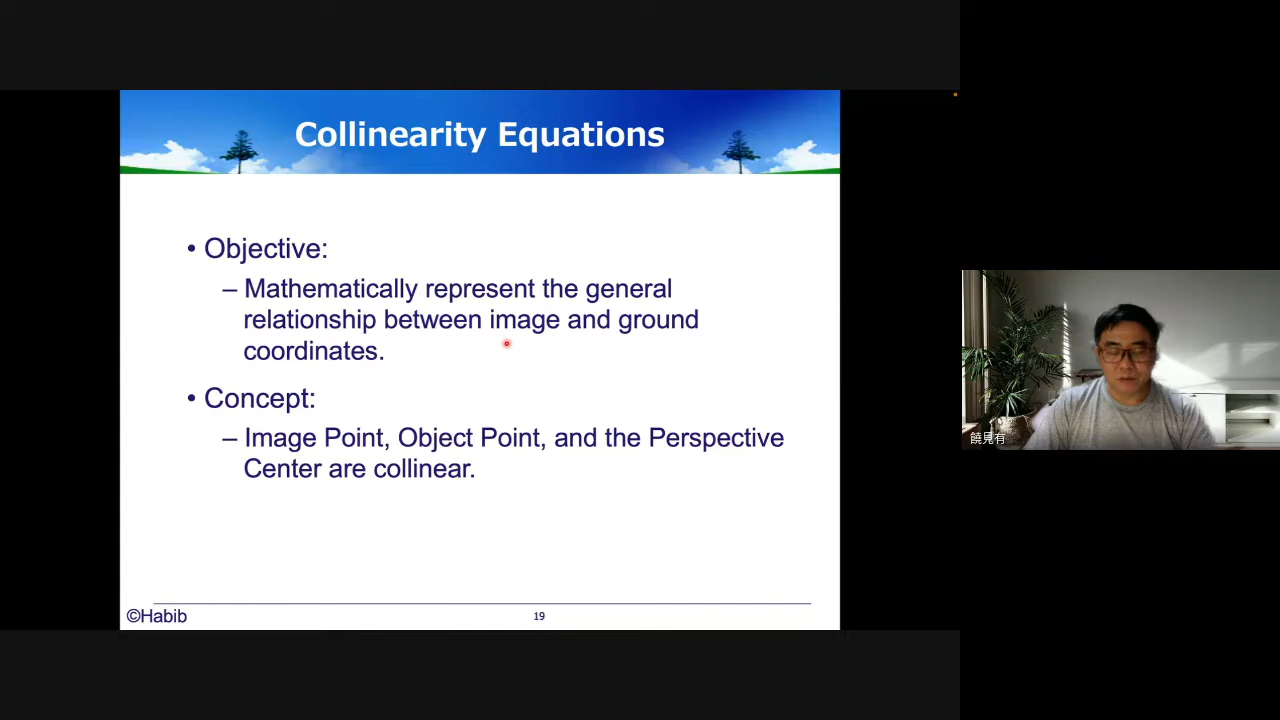 Collinearity Equations
• Objective:
– Mathematically represent the general
relationship between image and ground
coordinates.
• Concept:
– Image Point, Object Point, and the Perspective
Center are collinear.
©Habib
19
饒見有